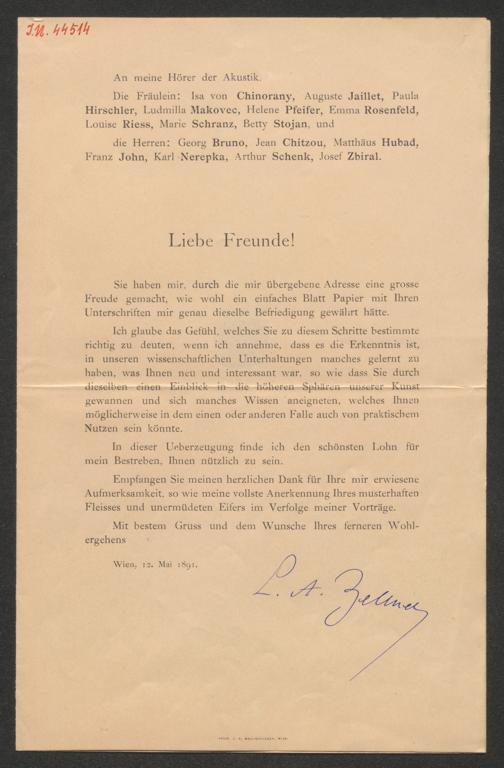 I.N. 44514
An meine Hörer der Akustik.
Die Fräulein: Isa von Chinorany, Auguste Jaillet, Paula
Hirschler, Ludmilla Makovec, Helene Pfeifer, Emma Rosenfeld,
Louise Riess, Marie Schranz, Betty Stojan, und
die Herren: Georg Bruno, Jean Chitzou, Matthäus Hubad,
Franz John, Karl Nerepka, Arthur Schenk, Josef Zbiral.
Liebe Freunde!
Sie haben mir, durch die mir übergebene Adresse eine grosse
Freude gemacht, wie wohl ein einfaches Blatt Papier mit Ihren
Unterschriften mir genau dieselbe Befriedigung gewährt hätte.
Ich glaube das Gefühl, welches Sie zu diesem Schritte bestimmte
richtig zu deuten, wenn ich annehme, dass es die Erkenntnis ist,
in unseren wissenschaftlichen Unterhaltungen manches gelernt zu
haben, was Ihnen neu und interessant war, so wie dass Sie durch
dieselben einen Einblick in die höheren Sphären unserer Kunst
gewannen und sich manches Wissen aneigneten, welches Ihnen
möglicherweise in dem einen oder anderen Falle auch von praktischem
Nutzen sein könnte.
In dieser Ueberzeugung finde ich den schönsten Lohn für
mein Bestreben, Ihnen nützlich zu sein.
Empfangen Sie meinen herzlichen Dank für Ihre mir erwiesene
Aufmerksamkeit, so wie meine vollste Anerkennung Ihres musterhaften
Fleisses und unermüdeten Eifers im Verfolge meiner Vorträge.
Mit bestem Gruss und dem Wunsche Ihres ferneren Wohl-
ergehens
Wien, 12. Mai 1891.
L. A. Zellner